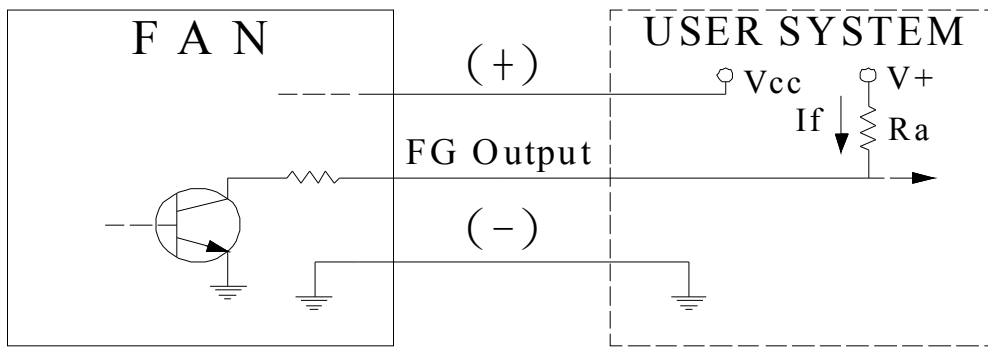 F A N
USER SYSTEM
(+)
Vcc
V+
If
Ra
FG Output
(-)